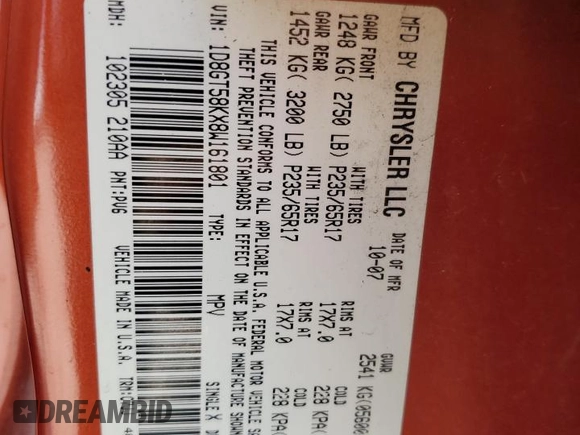 MFD BY CHRYSLER LLC
DATE OF MFR 10-07
GVWR 2541 KG(
GAWR FRONT WITH TIRES RIMS AT COLD
1248 KG( 2750 LB) P235/65R17 17X7.0 228 KPA(
GAWR REAR WITH TIRES RIMS AT COLD
1452 KG( 3200 LB) P235/65R17 17X7.0 228 KPA(
THIS VEHICLE CONFORMS TO ALL APPLICABLE U.S.A. FEDERAL MOTOR VEHICLE
THEFT PREVENTION STANDARDS IN EFFECT ON THE DATE OF MANUFACTURE SHOWN
VIN: 1D8GT58KX8W161801 TYPE: MPV SINGLE X
MDH: 102305 210AA PNT:PV6 VEHICLE MADE IN U.S.A. TRM:
DREAMBID